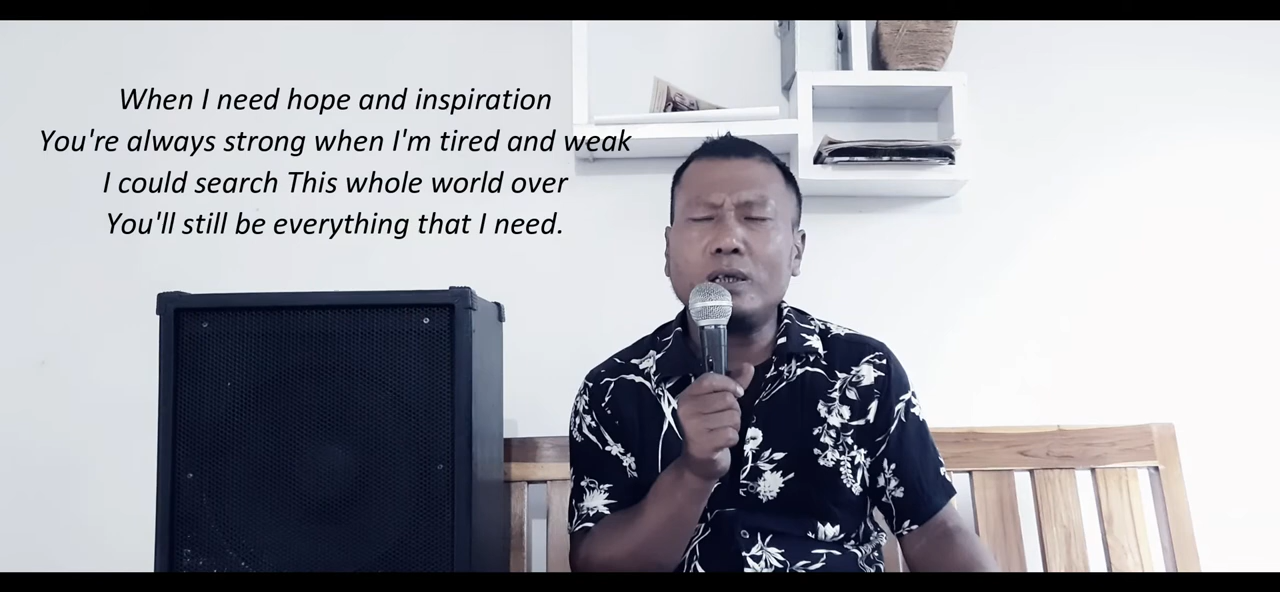 When I need hope and inspiration
You're always strong when I'm tired and weak
I could search This whole world over
You'll still be everything that I need.